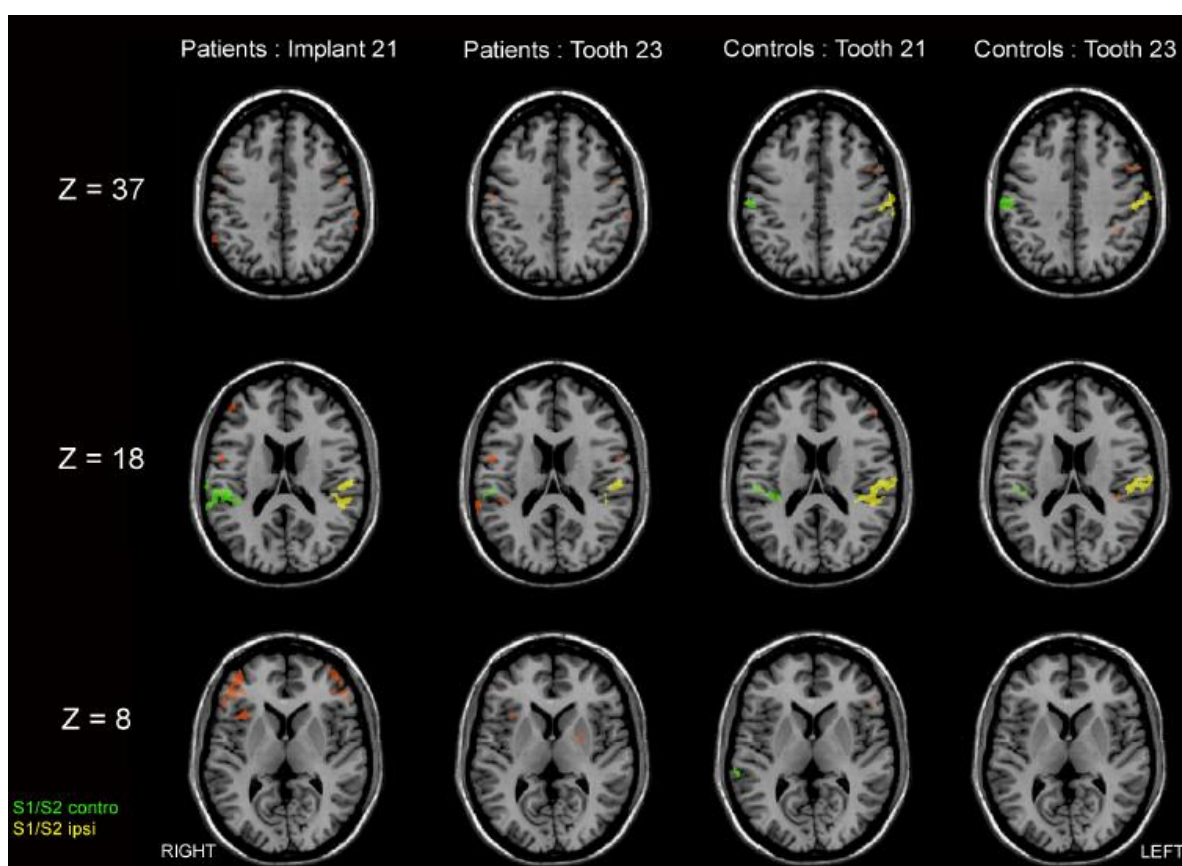 Patients : Implant 21
Patients : Tooth 23
Controls : Tooth 21
Controls : Tooth 23
Z = 37
Z = 18
Z = 8
S1/S2 contro
S1/S2 ipsi
RIGHT
LEFT